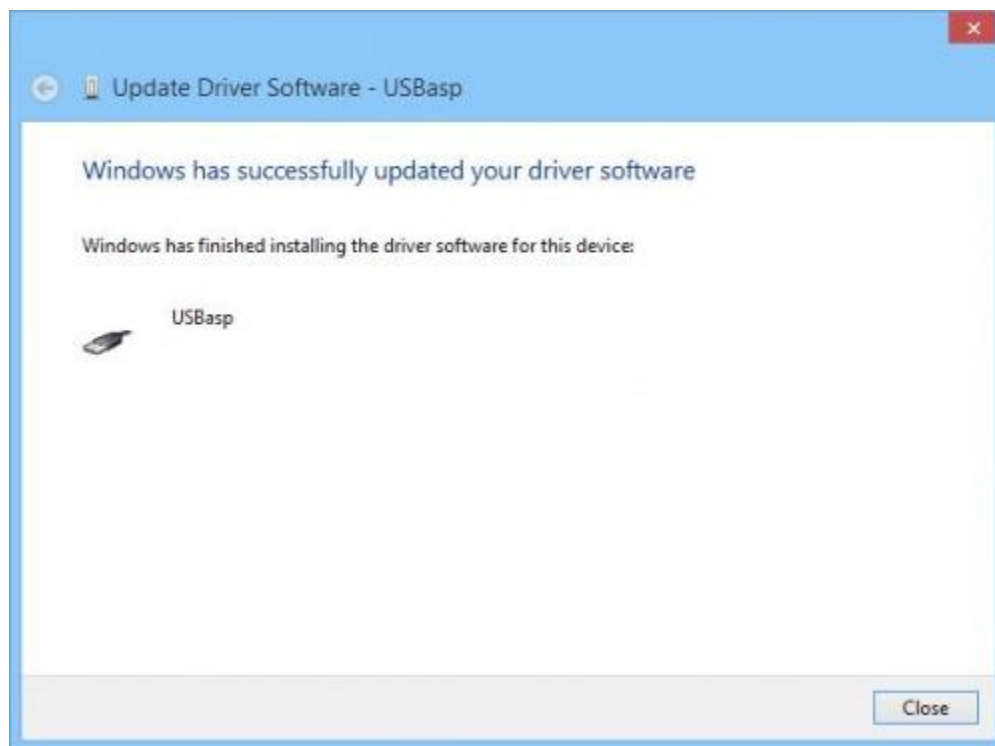 Update Driver Software - USBasp
Windows has successfully updated your driver software
Windows has finished installing the driver software for this device:
USBasp
Close